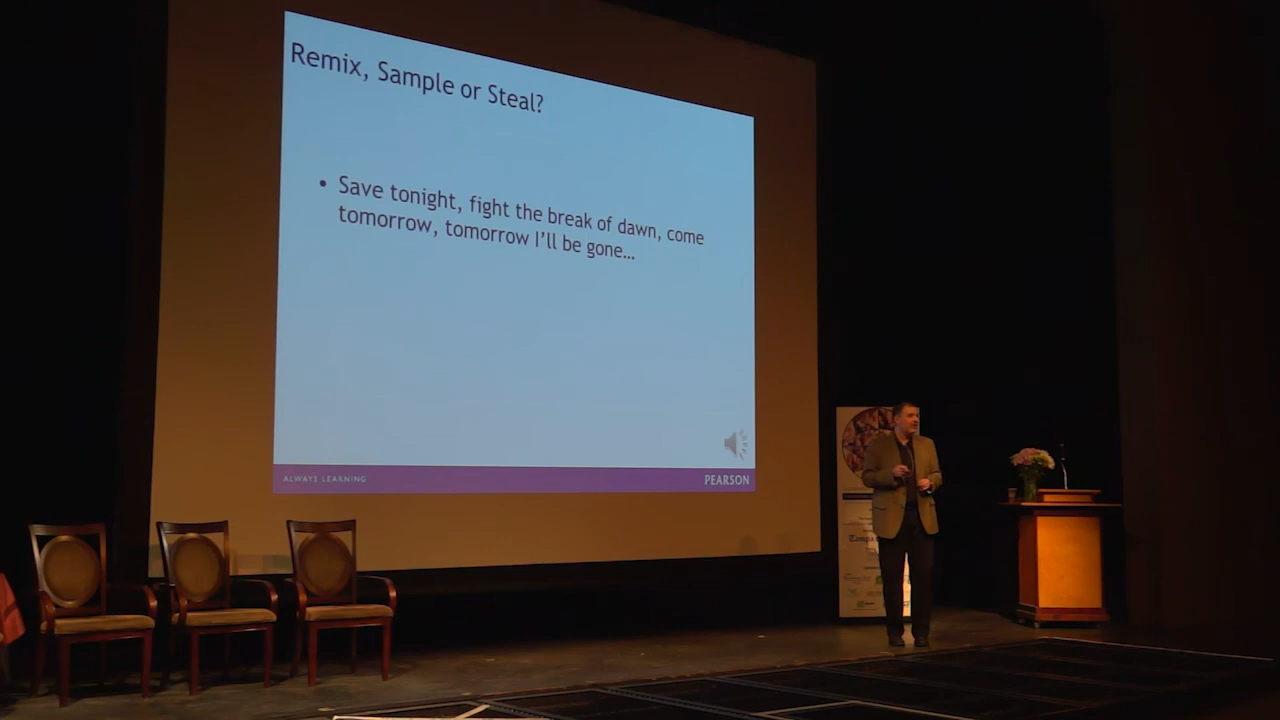 Remix, Sample or Steal?
• Save tonight, fight the break of dawn, come
tomorrow, tomorrow I'll be gone…
ALWAYS LEARNING
PEARSON
Tampa